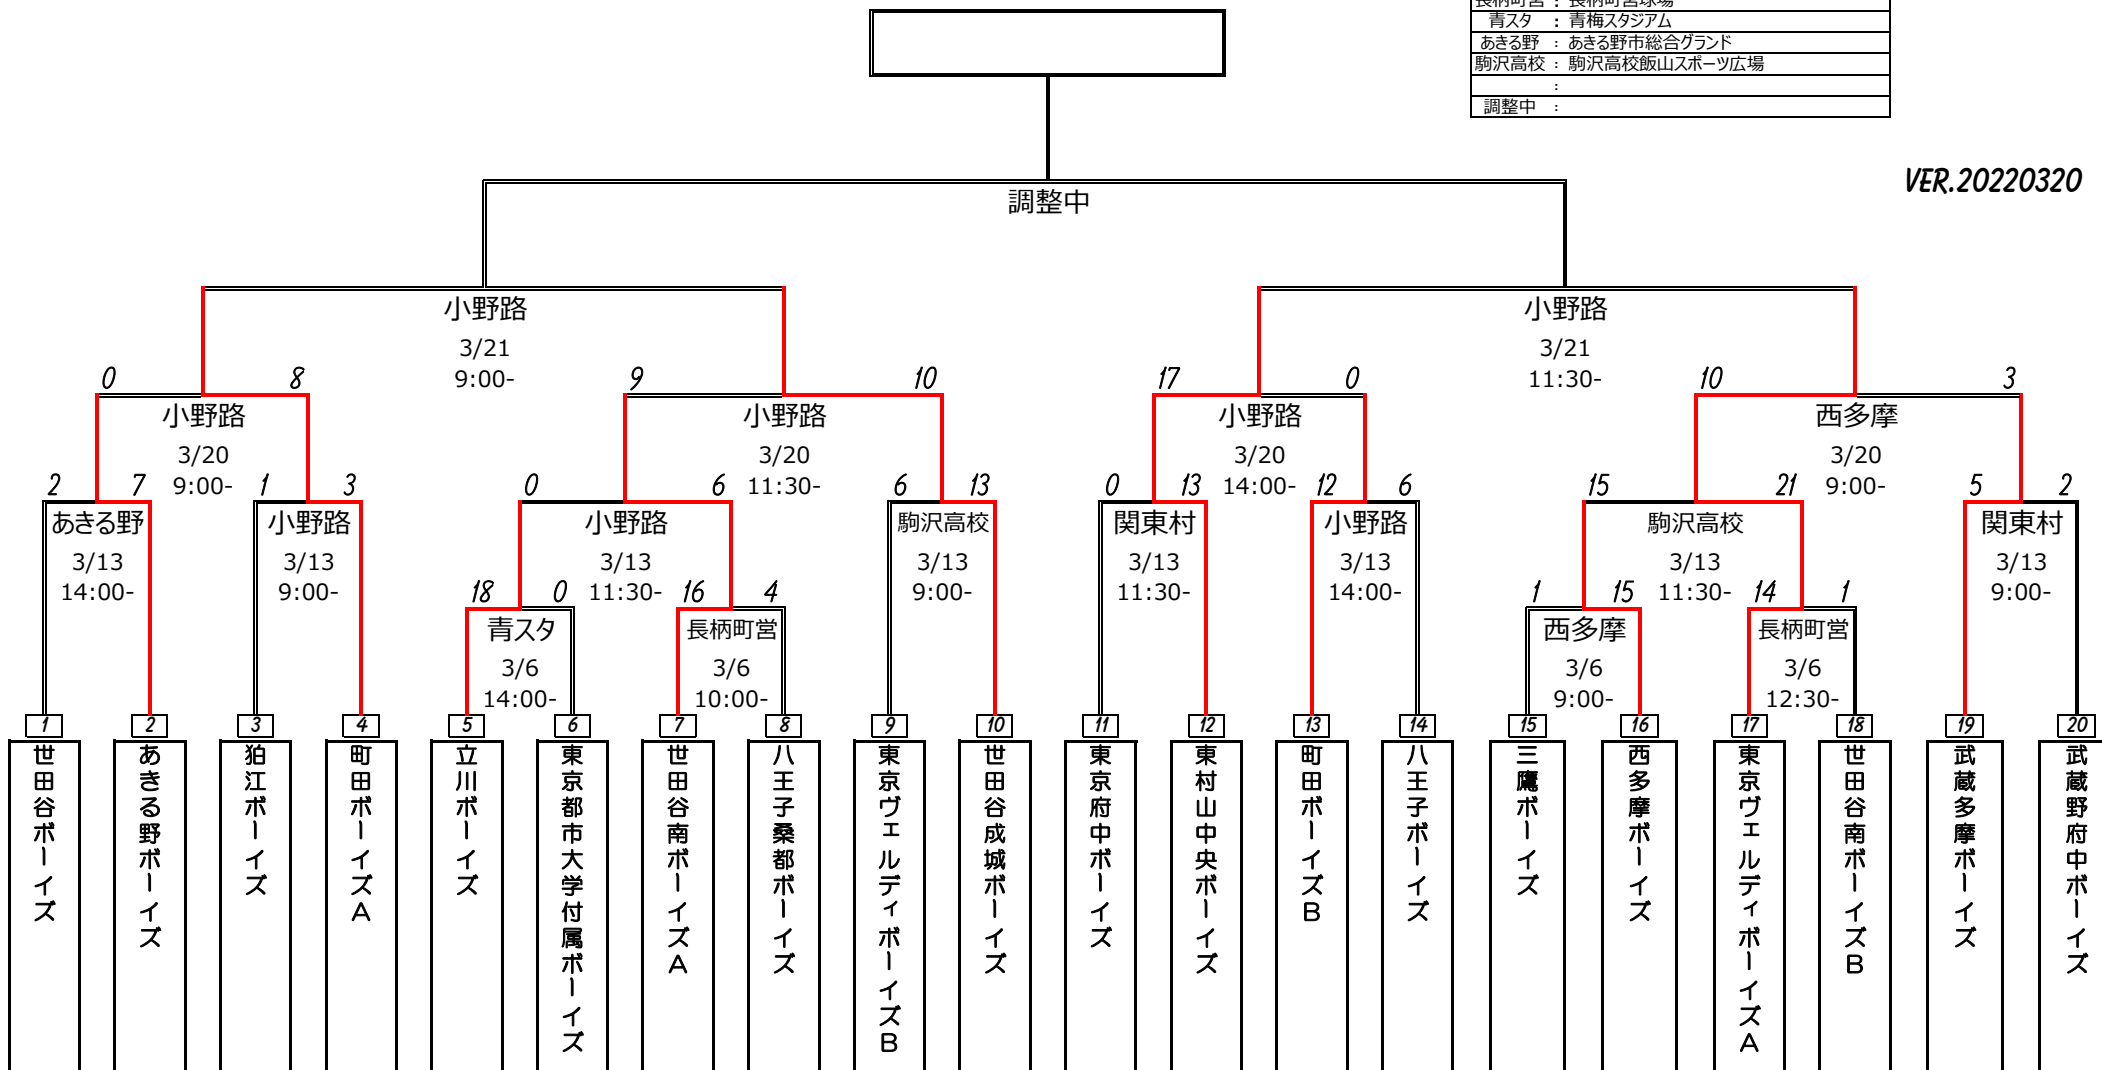 長柄町営 : 長柄町営球場
青スタ : 青梅スタジアム
あきる野 : あきる野市総合グランド
駒沢高校 : 駒沢高校飯山スポーツ広場
:
調整中 :
VER.20220320
調整中
小野路
3/21
9:00-
小野路
3/21
11:30-
0 8
小野路
3/20
9:00-
9 10
小野路
3/20
11:30-
17 0
小野路
3/20
14:00-
10 3
西多摩
3/20
9:00-
2 7
あきる野
3/13
14:00-
1 3
小野路
3/13
9:00-
0 6
小野路
3/13
11:30-
6 13
駒沢高校
3/13
9:00-
0 13
関東村
3/13
11:30-
12 6
小野路
3/13
14:00-
15 21
駒沢高校
3/13
11:30-
5 2
関東村
3/13
9:00-
18 0
青スタ
3/6
14:00-
16 4
長柄町営
3/6
10:00-
1 15
西多摩
3/6
9:00-
14 1
長柄町営
3/6
12:30-
1
世田谷ボーイズ
2
あきる野ボーイズ
3
狛江ボーイズ
4
町田ボーイズA
5
立川ボーイズ
6
東京都市大学付属ボーイズ
7
世田谷南ボーイズA
8
八王子桑都ボーイズ
9
東京ヴェルディボーイズB
10
世田谷成城ボーイズ
11
東京府中ボーイズ
12
東村山中央ボーイズ
13
町田ボーイズB
14
八王子ボーイズ
15
三鷹ボーイズ
16
西多摩ボーイズ
17
東京ヴェルディボーイズA
18
世田谷南ボーイズB
19
武蔵多摩ボーイズ
20
武蔵野府中ボーイズ